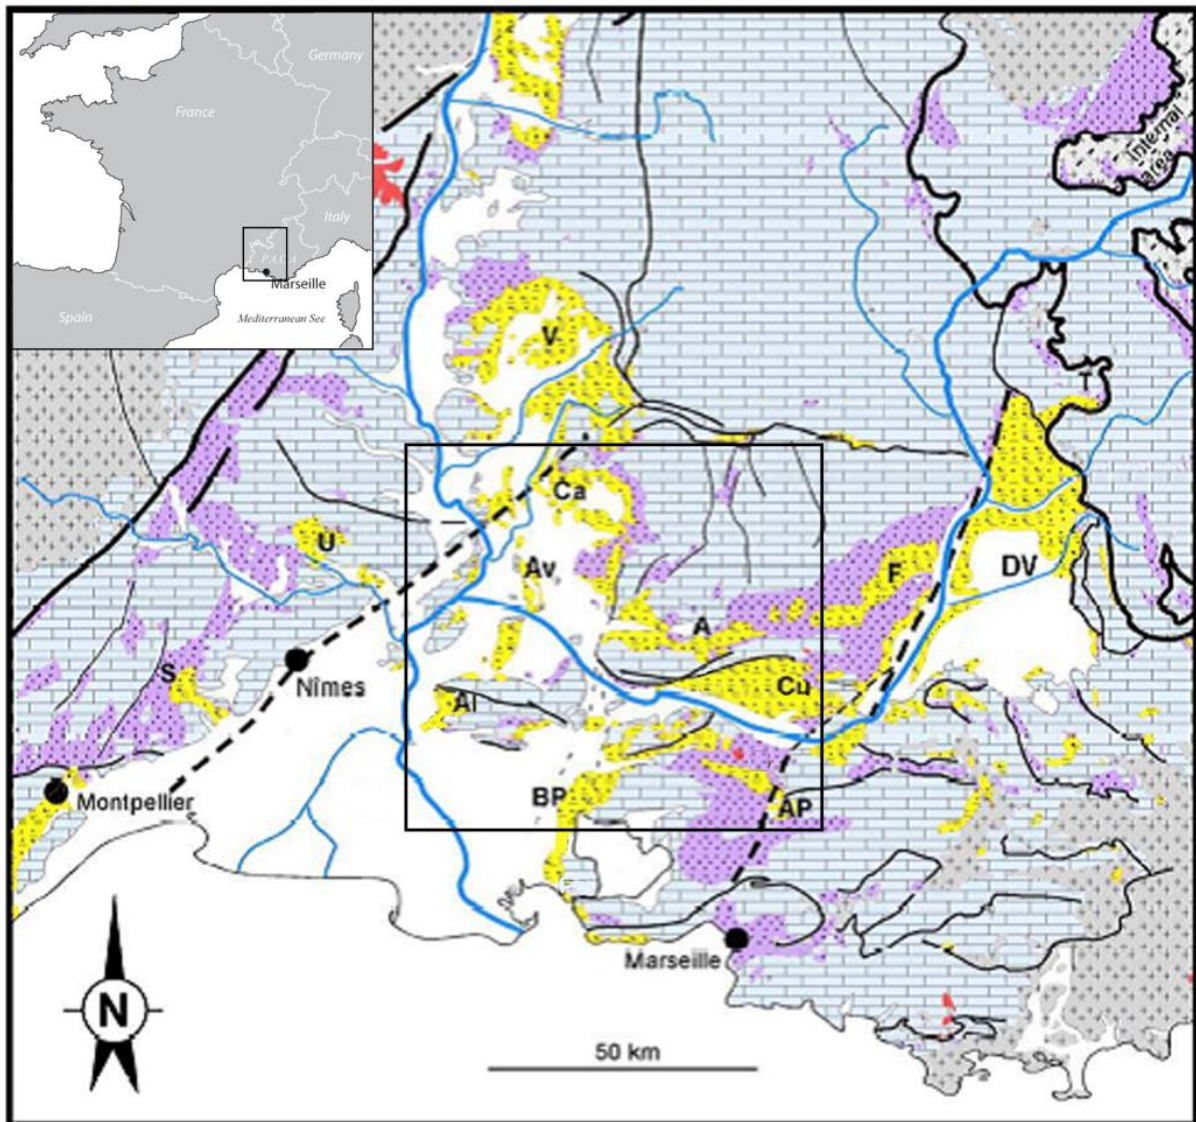 Germany
France
Italy
P.A.C.A
Marseille
Spain
Mediterranean See
Internal
area
V
T
Ca
U
Av
F
DV
A
S
Nîmes
Cu
Al
BP
AP
Montpellier
Marseille
N
50 km